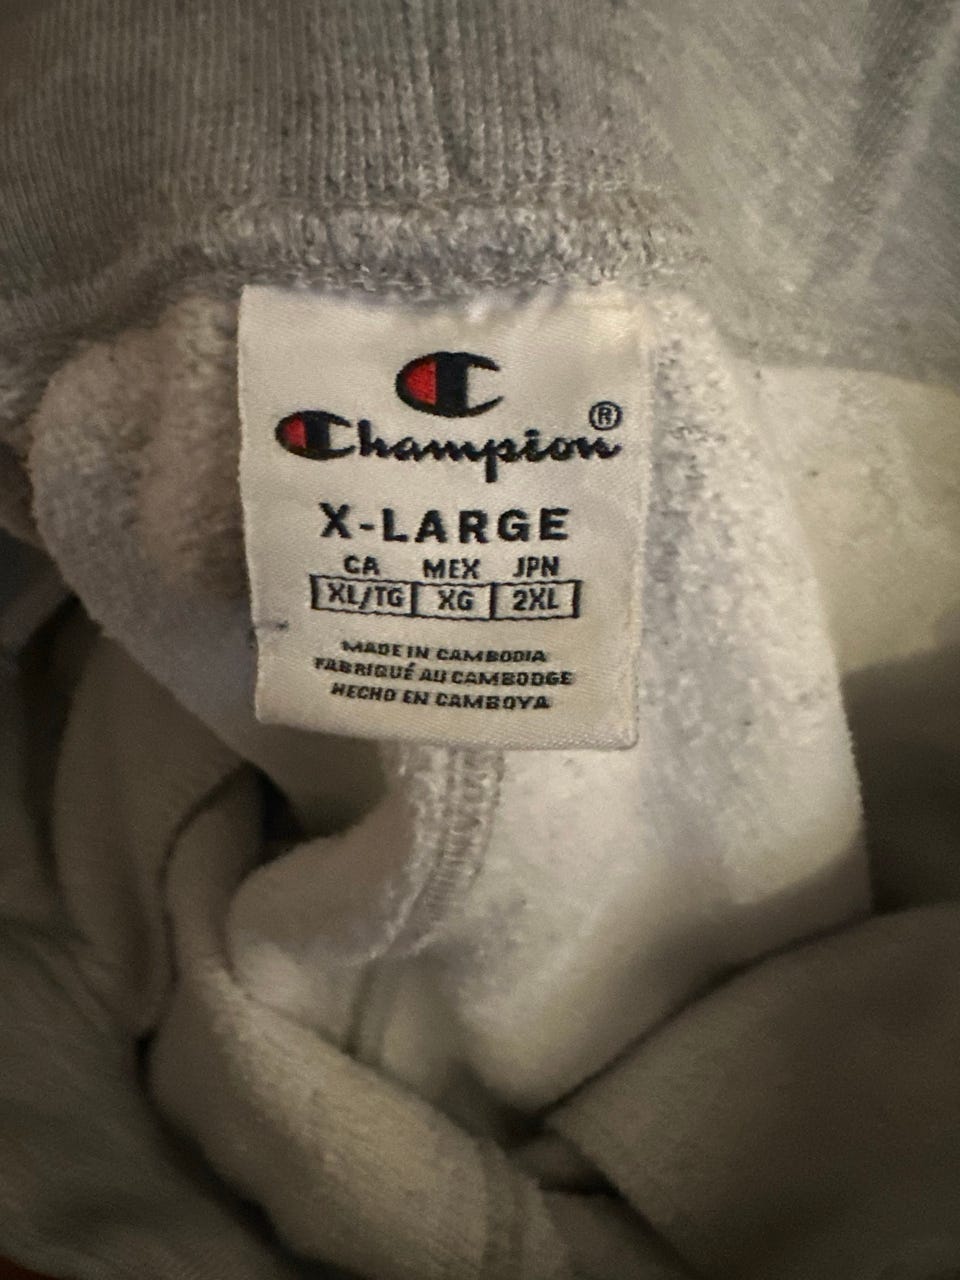 Champion®
X-LARGE
CA MEX JPN
XL/TG XG 2XL
MADE IN CAMBODIA
FABRIQUÉ AU CAMBODGE
HECHO EN CAMBOYA